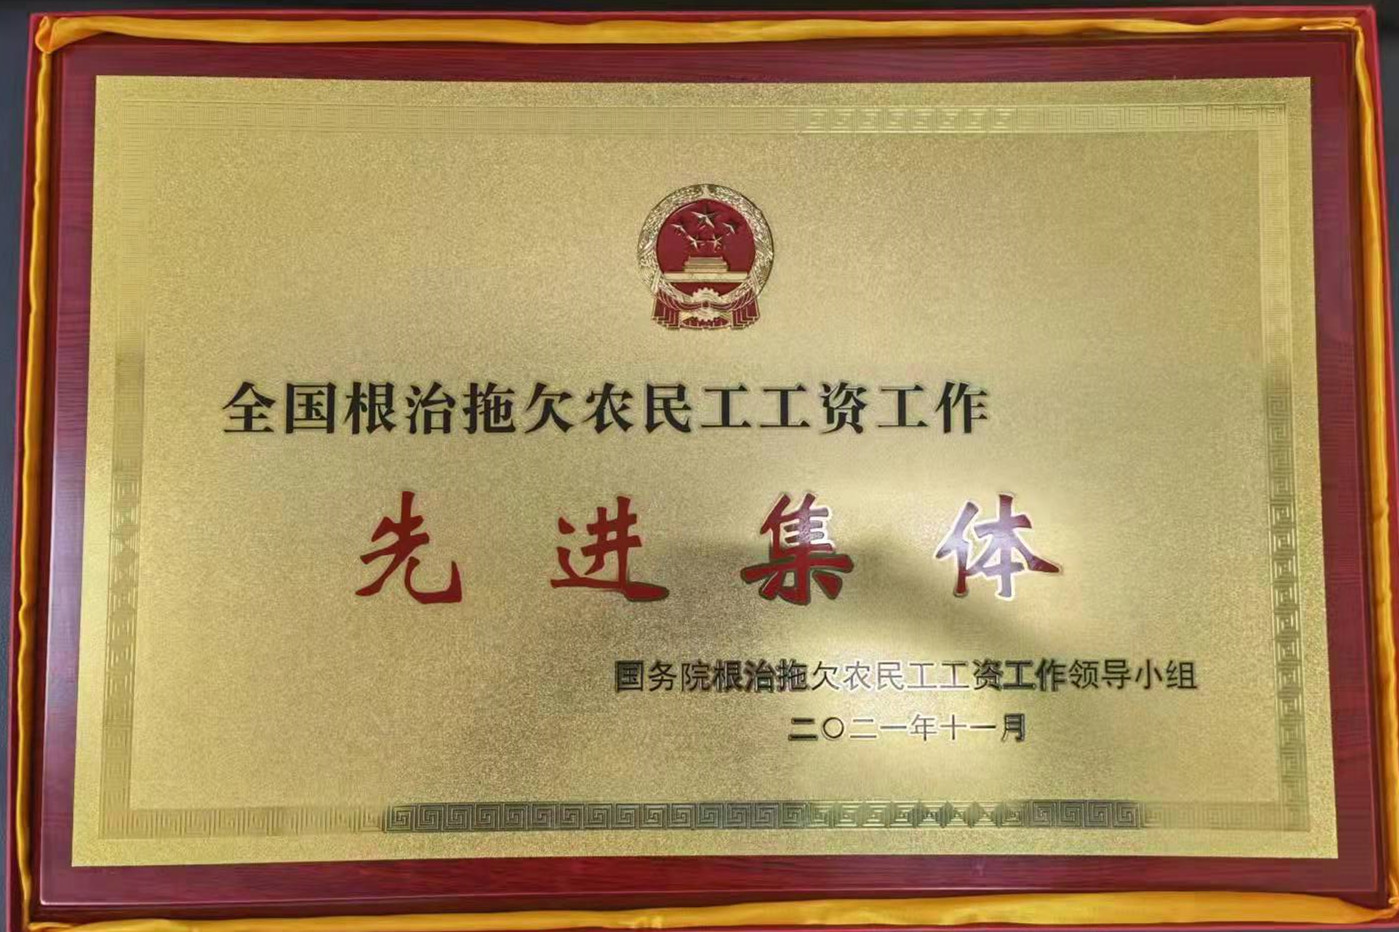 全国根治拖欠农民工工资工作
先进集体
国务院根治拖欠农民工工资工作领导小组
二〇二一年十一月